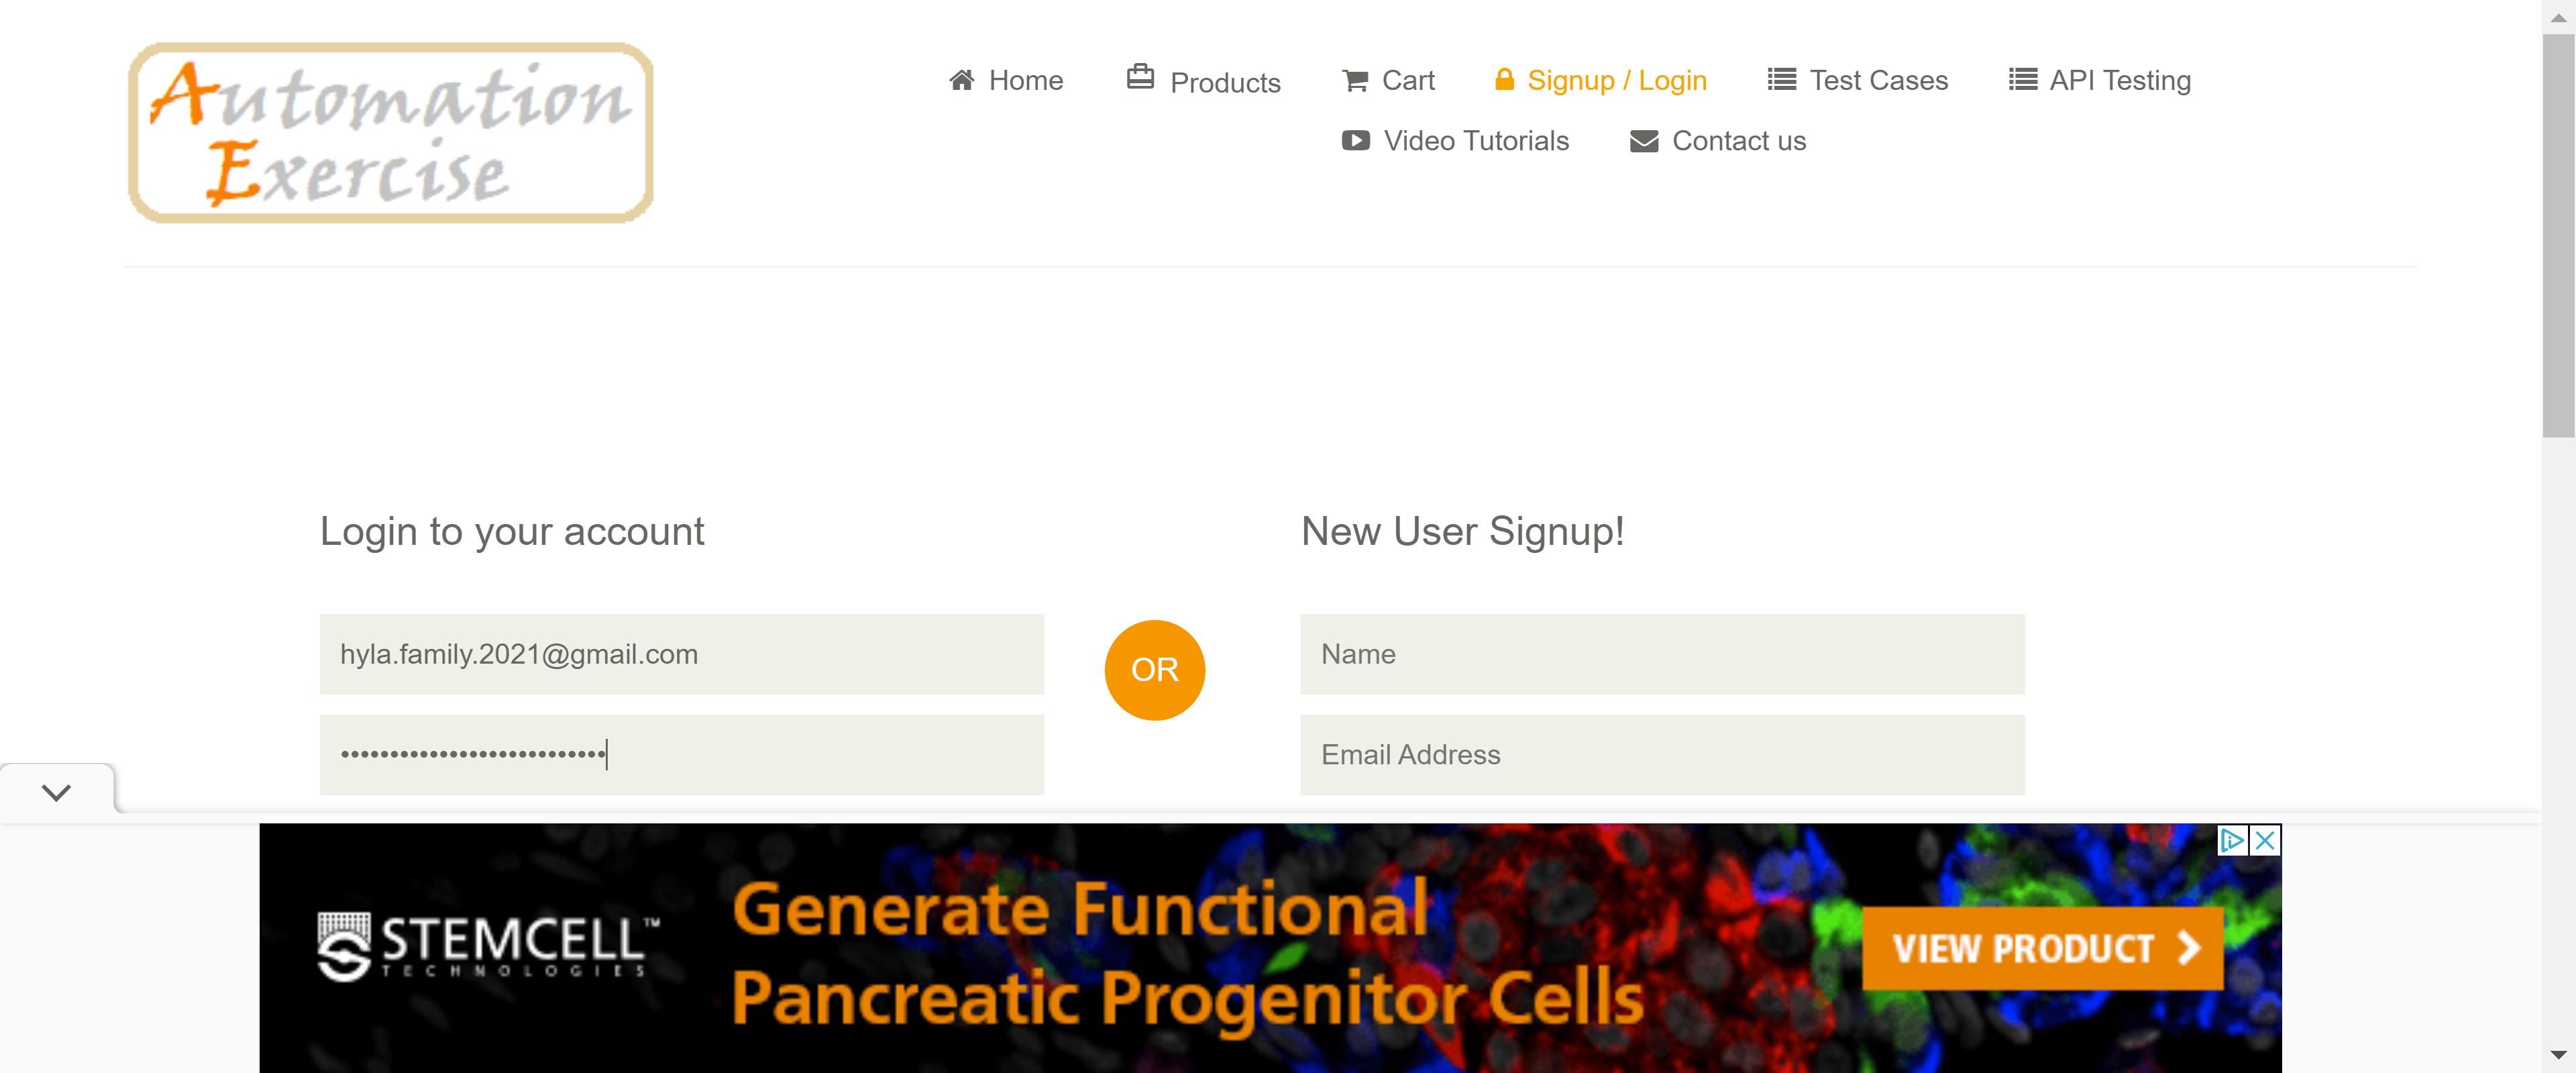 Automation
Exercise
Home
Products
Cart
Signup / Login
Test Cases
API Testing
Video Tutorials
Contact us
Login to your account
New User Signup!
hyla.family.2021@gmail.com
OR
Name
••••••••••••••••••••••••••••
Email Address
STEMCELL™
TECHNOLOGIES
Generate Functional
Pancreatic Progenitor Cells
VIEW PRODUCT